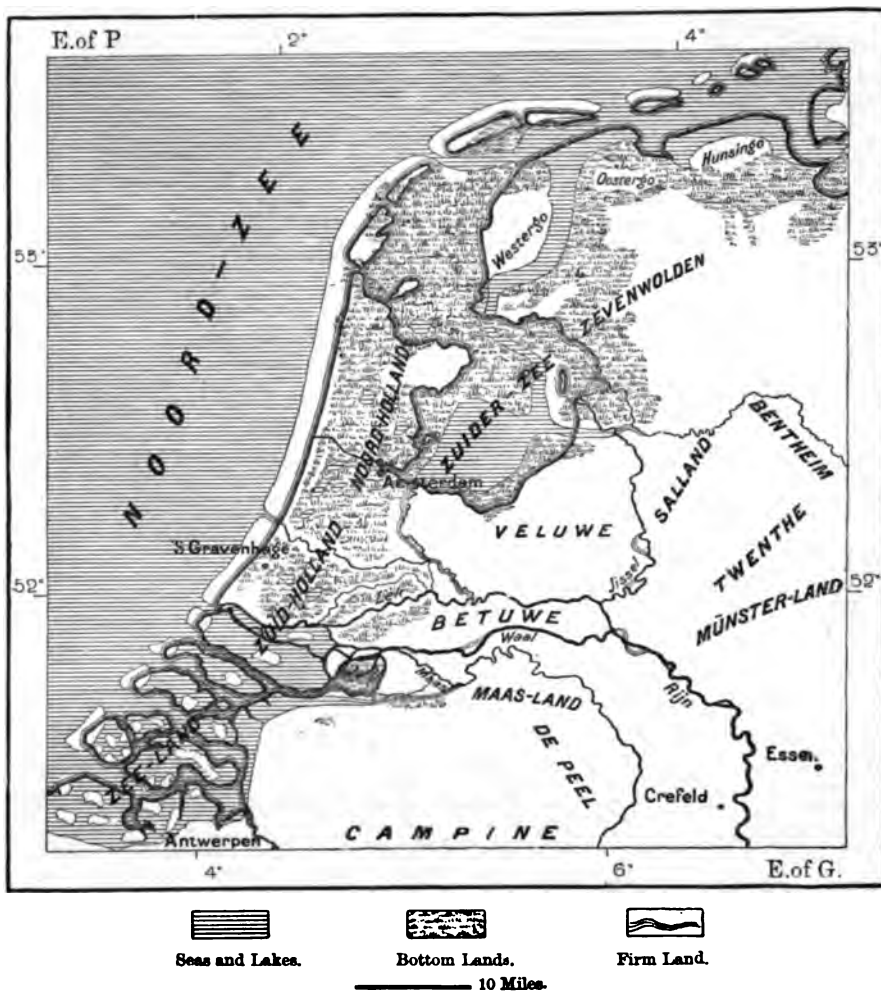 E. of P
2°
4°
NOORD-ZEE
Hunsingo
Oostergo
Westergo
53°
53°
ZEVENWOLDEN
NOORD-HOLLAND
ZUIDER-ZEE
BENTHEIM
SALLAND
Amsterdam
VELUWE
TWENTHE
'S Gravenhage
ZUID-HOLLAND
IJssel
52°
52°
MÜNSTER-LAND
BETUWE
Waal
Maas
MAAS-LAND
Rijn
ZEE-LAND
DE PEEL
Essen
Crefeld
Antwerpen
CAMPINE
4°
6°
E. of G.
Seas and Lakes.
Bottom Lands.
Firm Land.
10 Miles.